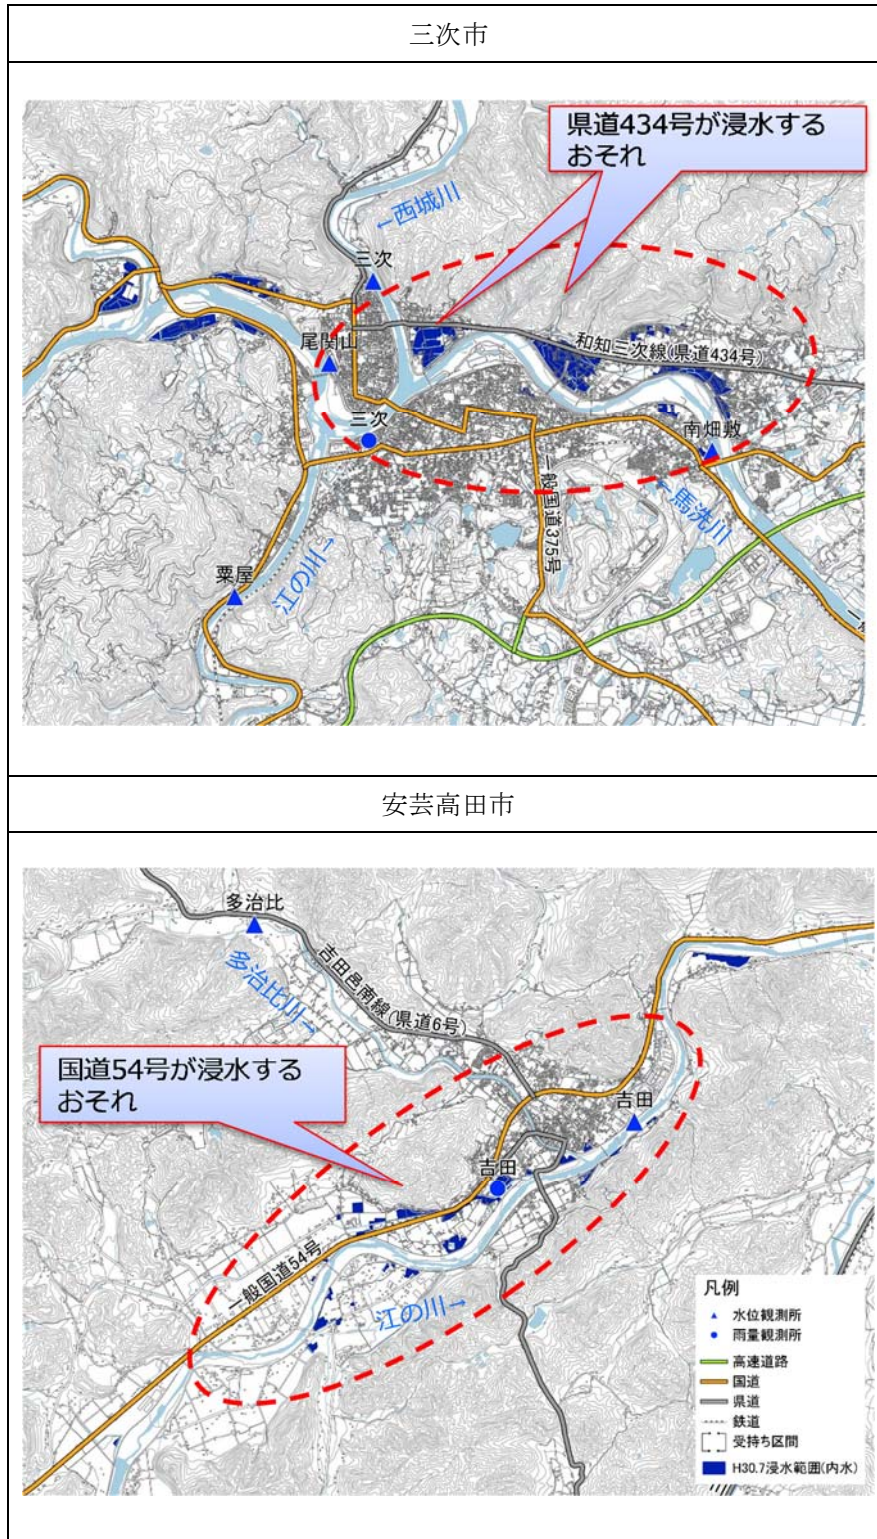 三次市
県道434号が浸水する
おそれ
←西城川
三次
尾関山
和知三次線(県道434号)
三次
南畑敷
←馬洗川
一般国道375号
江の川→
粟屋
安芸高田市
多治比
多治比川→
吉田邑南線(県道6号)
国道54号が浸水する
おそれ
吉田
吉田
一般国道54号
江の川→
凡例
水位観測所
雨量観測所
高速道路
国道
県道
鉄道
受持ち区間
H30.7浸水範囲(内水)